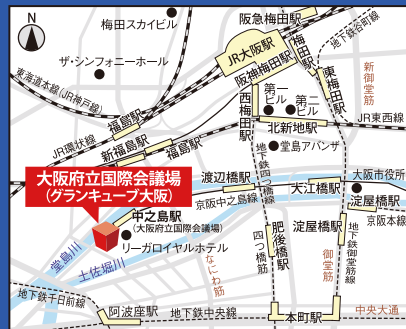 阪急梅田駅
梅田スカイビル
地下鉄谷町線
N
JR大阪駅
梅田駅
ザ・シンフォニーホール
阪神梅田駅
東梅田駅
新御堂筋
東海道本線(JR神戸線)
第一ビル
第二ビル
西梅田駅
福島駅
北新地駅
JR東西線
JR環状線
新福島駅
福島駅
堂島アバンザ
地下鉄四つ橋線
大阪府立国際会議場
(グランキューブ大阪)
渡辺橋駅
大江橋駅
大阪市役所
京阪中之島線
淀屋橋駅
中之島駅
(大阪府立国際会議場)
リーガロイヤルホテル
淀屋橋駅
京阪本線
堂島川
土佐堀川
なにわ筋
四つ橋筋
肥後橋駅
御堂筋
地下鉄御堂筋線
地下鉄千日前線
阿波座駅
地下鉄中央線
本町駅
中央大通